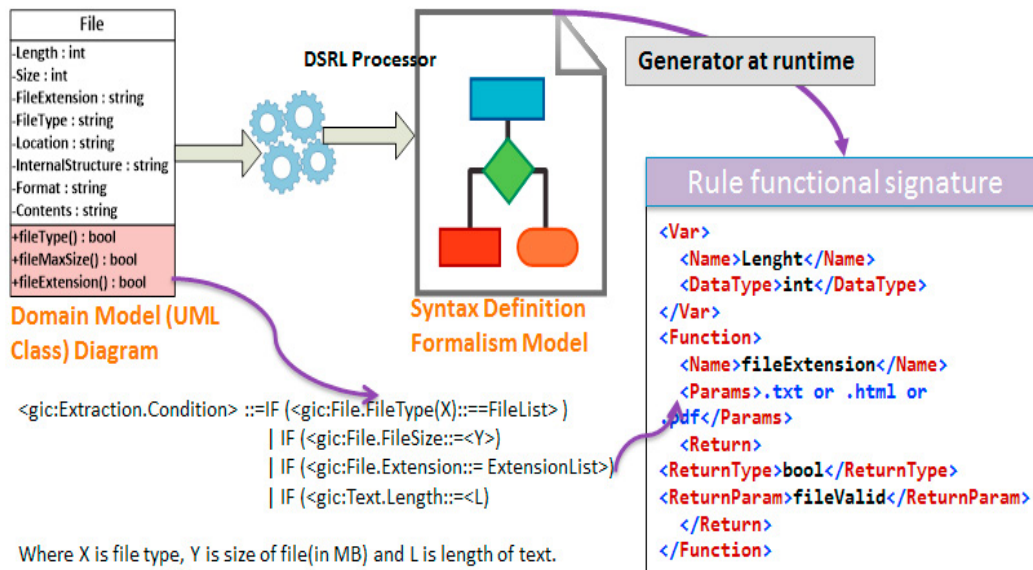 File
-Length : int
-Size : int
-FileExtension : string
-FileType : string
-Location : string
-InternalStructure : string
-Format : string
-Contents : string
+fileType() : bool
+fileMaxSize() : bool
+fileExtension() : bool
Domain Model (UML
Class) Diagram
DSRL Processor
Syntax Definition
Formalism Model
Generator at runtime
Rule functional signature
<Var>
<Name>Lenght</Name>
<DataType>int</DataType>
</Var>
<Function>
<Name>fileExtension</Name>
<Params>.txt or .html or
.pdf</Params>
<Return>
<ReturnType>bool</ReturnType>
<ReturnParam>fileValid</ReturnParam>
</Return>
</Function>
<gic:Extraction.Condition> ::=IF (<gic:File.FileType(X)::==FileList> )
| IF (<gic:File.FileSize::=<Y>)
| IF (<gic:File.Extension::= ExtensionList>)
| IF (<gic:Text.Length::=<L)
Where X is file type, Y is size of file(in MB) and L is length of text.